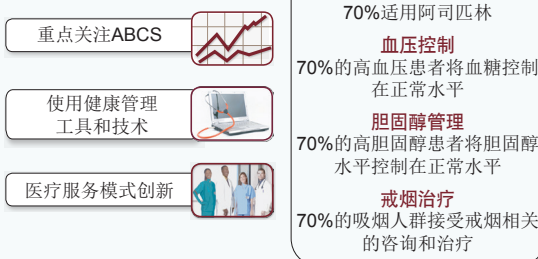 重点关注ABCS
使用健康管理
工具和技术
医疗服务模式创新
70%适用阿司匹林
血压控制
70%的高血压患者将血糖控制
在正常水平
胆固醇管理
70%的高胆固醇患者将胆固醇
水平控制在正常水平
戒烟治疗
70%的吸烟人群接受戒烟相关
的咨询和治疗